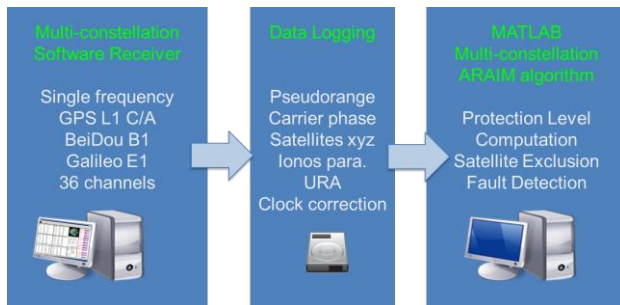 Multi-constellation
Software Receiver
Single frequency
GPS L1 C/A
BeiDou B1
Galileo E1
36 channels
Data Logging
Pseudorange
Carrier phase
Satellites xyz
Ionos para.
URA
Clock correction
MATLAB
Multi-constellation
ARAIM algorithm
Protection Level
Computation
Satellite Exclusion
Fault Detection